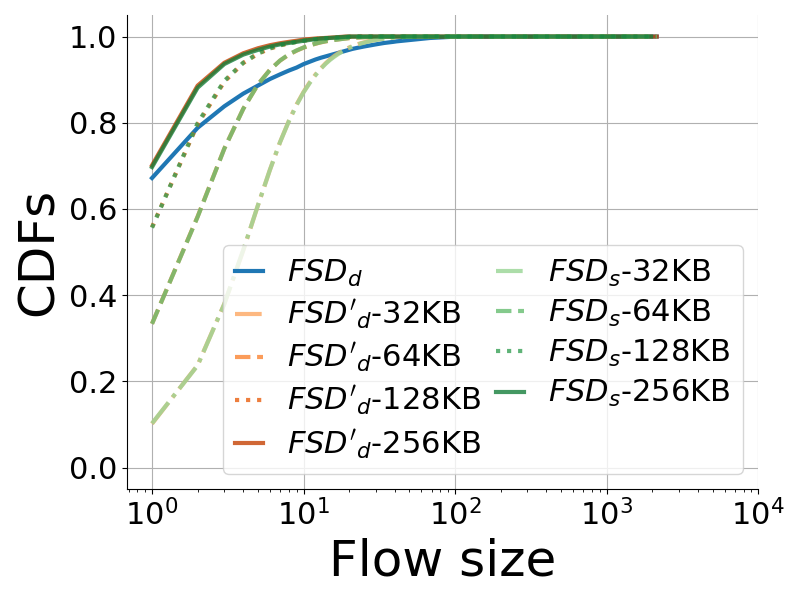 CDFs
1.0
0.8
0.6
0.4
0.2
0.0
FSD_d
FSD'_d-32KB
FSD'_d-64KB
FSD'_d-128KB
FSD'_d-256KB
FSD_s-32KB
FSD_s-64KB
FSD_s-128KB
FSD_s-256KB
10^0 10^1 10^2 10^3 10^4
Flow size